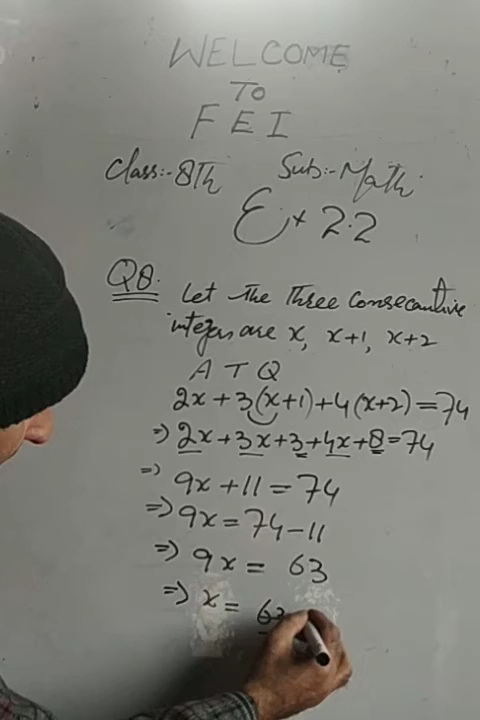 WELCOME
TO
FEI
Class:- 8Th Sub:- Math
Ex 2.2
Q8. Let the Three Consecutive
integers are x, x+1, x+2
A T Q
2x+3(x+1)+4(x+2)=74
=> 2x+3x+3+4x+8=74
=> 9x+11=74
=> 9x=74-11
=> 9x= 63
=> x= 63